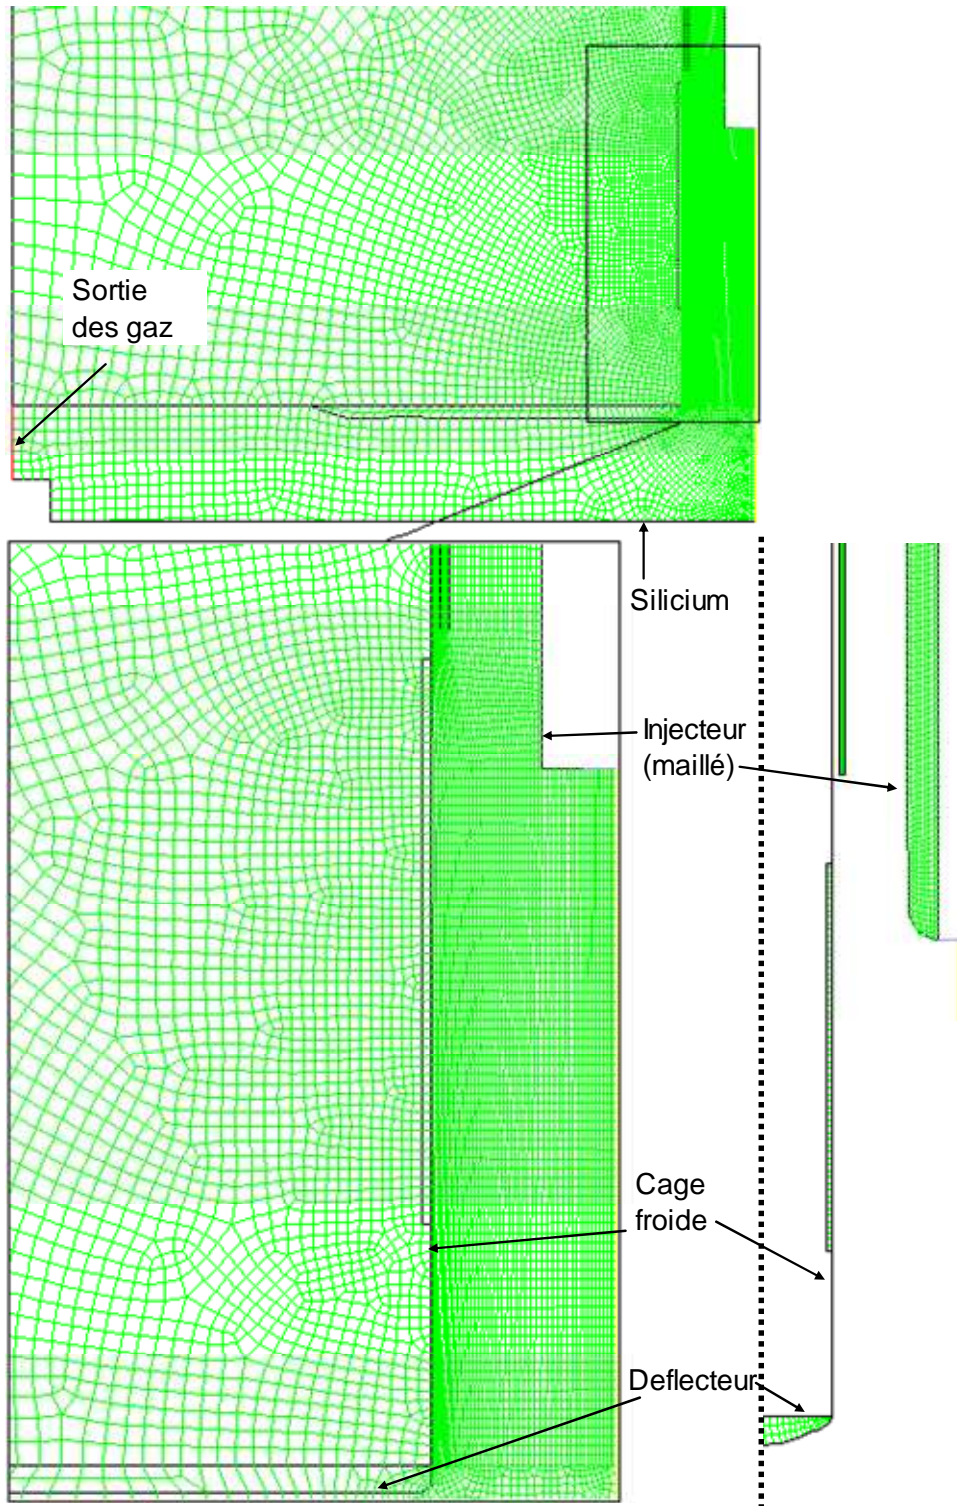 Sortie
des gaz
Silicium
Injecteur
(maillé)
Cage
froide
Deflecteur